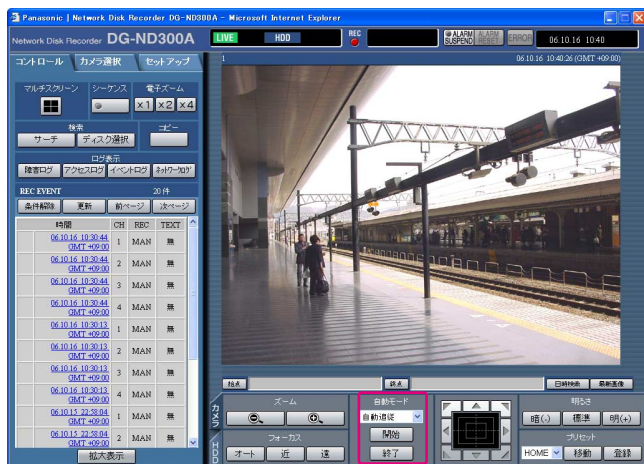 Panasonic | Network Disk Recorder DG-ND300A - Microsoft Internet Explorer
Network Disk Recorder DG-ND300A
LIVE HDD REC ALARM SUSPEND ALARM RESET ERROR 06.10.16 10:40
コントロール カメラ選択 セットアップ
1 06.10.16 10:40:26 (GMT +09:00)
マルチスクリーン シーケンス 電子ズーム
x1 x2 x4
検索 コピー
サーチ ディスク選択
ログ表示
障害ログ アクセスログ イベントログ ネットワークログ
REC EVENT 20件
条件解除 更新 前ページ 次ページ
時間 CH REC TEXT
06.10.16 10:30:44 GMT +09:00 1 MAN 無
06.10.16 10:30:44 GMT +09:00 2 MAN 無
06.10.16 10:30:44 GMT +09:00 3 MAN 無
06.10.16 10:30:44 GMT +09:00 4 MAN 無
06.10.16 10:30:13 GMT +09:00 1 MAN 無
06.10.16 10:30:13 GMT +09:00 2 MAN 無
06.10.16 10:30:13 GMT +09:00 3 MAN 無
06.10.16 10:30:13 GMT +09:00 4 MAN 無
06.10.15 22:58:04 GMT +09:00 1 MAN 無
06.10.15 22:58:04 GMT +09:00 2 MAN 無
拡大表示
始点 終点 日時検索 最新画像
カメラ
HDD
ズーム
フォーカス
オート 近 遠
自動モード
自動追従
開始
終了
明るさ
暗(-) 標準 明(+)
プリセット
HOME 移動 登録